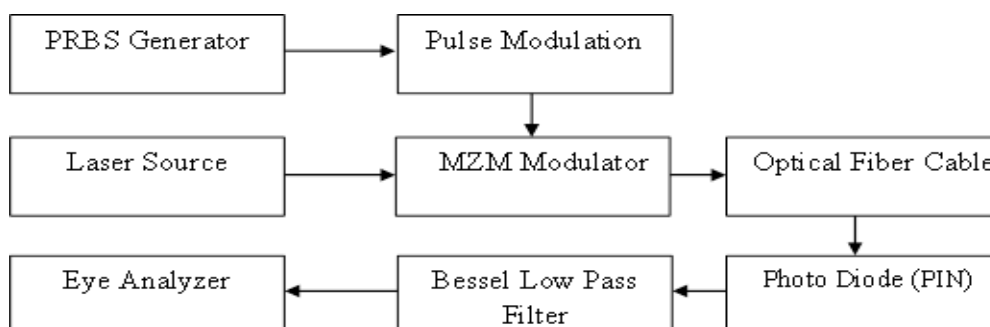 PRBS Generator
Pulse Modulation
Laser Source
MZM Modulator
Optical Fiber Cable
Eye Analyzer
Bessel Low Pass
Filter
Photo Diode (PIN)